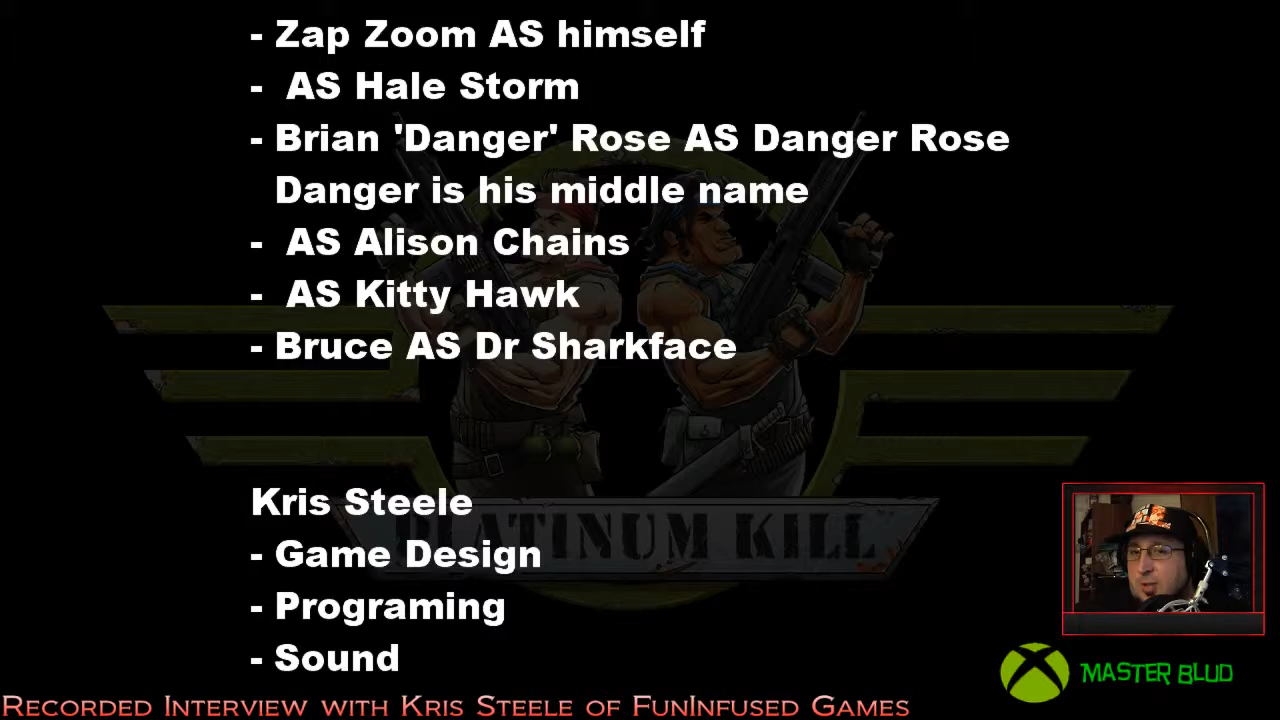 - Zap Zoom AS himself
- AS Hale Storm
- Brian 'Danger' Rose AS Danger Rose
Danger is his middle name
- AS Alison Chains
- AS Kitty Hawk
- Bruce AS Dr Sharkface
Kris Steele
PLATINUM KILL
- Game Design
- Programing
- Sound
MASTER BLUD
RECORDED INTERVIEW WITH KRIS STEELE OF FUNINFUSED GAMES